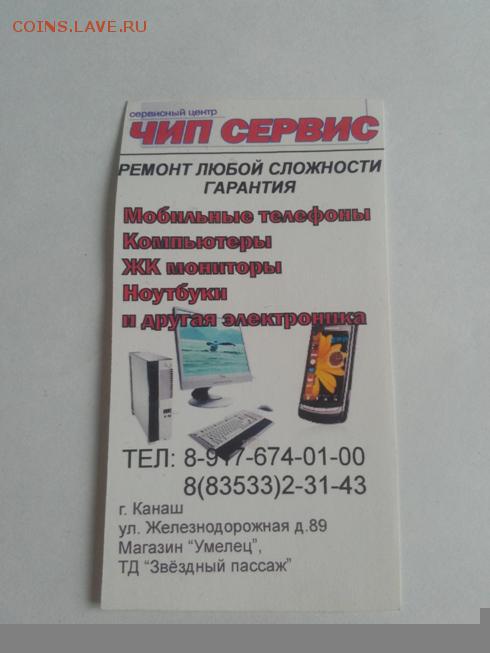 COINS.LAVE.RU
сервисный центр
ЧИП СЕРВИС
РЕМОНТ ЛЮБОЙ СЛОЖНОСТИ
ГАРАНТИЯ
Мобильные телефоны
Компьютеры
ЖК мониторы
Ноутбуки
и другая электроника
ТЕЛ: 8-917-674-01-00
8(83533)2-31-43
г. Канаш
ул. Железнодорожная д.89
Магазин “Умелец”,
ТД “Звёздный пассаж”